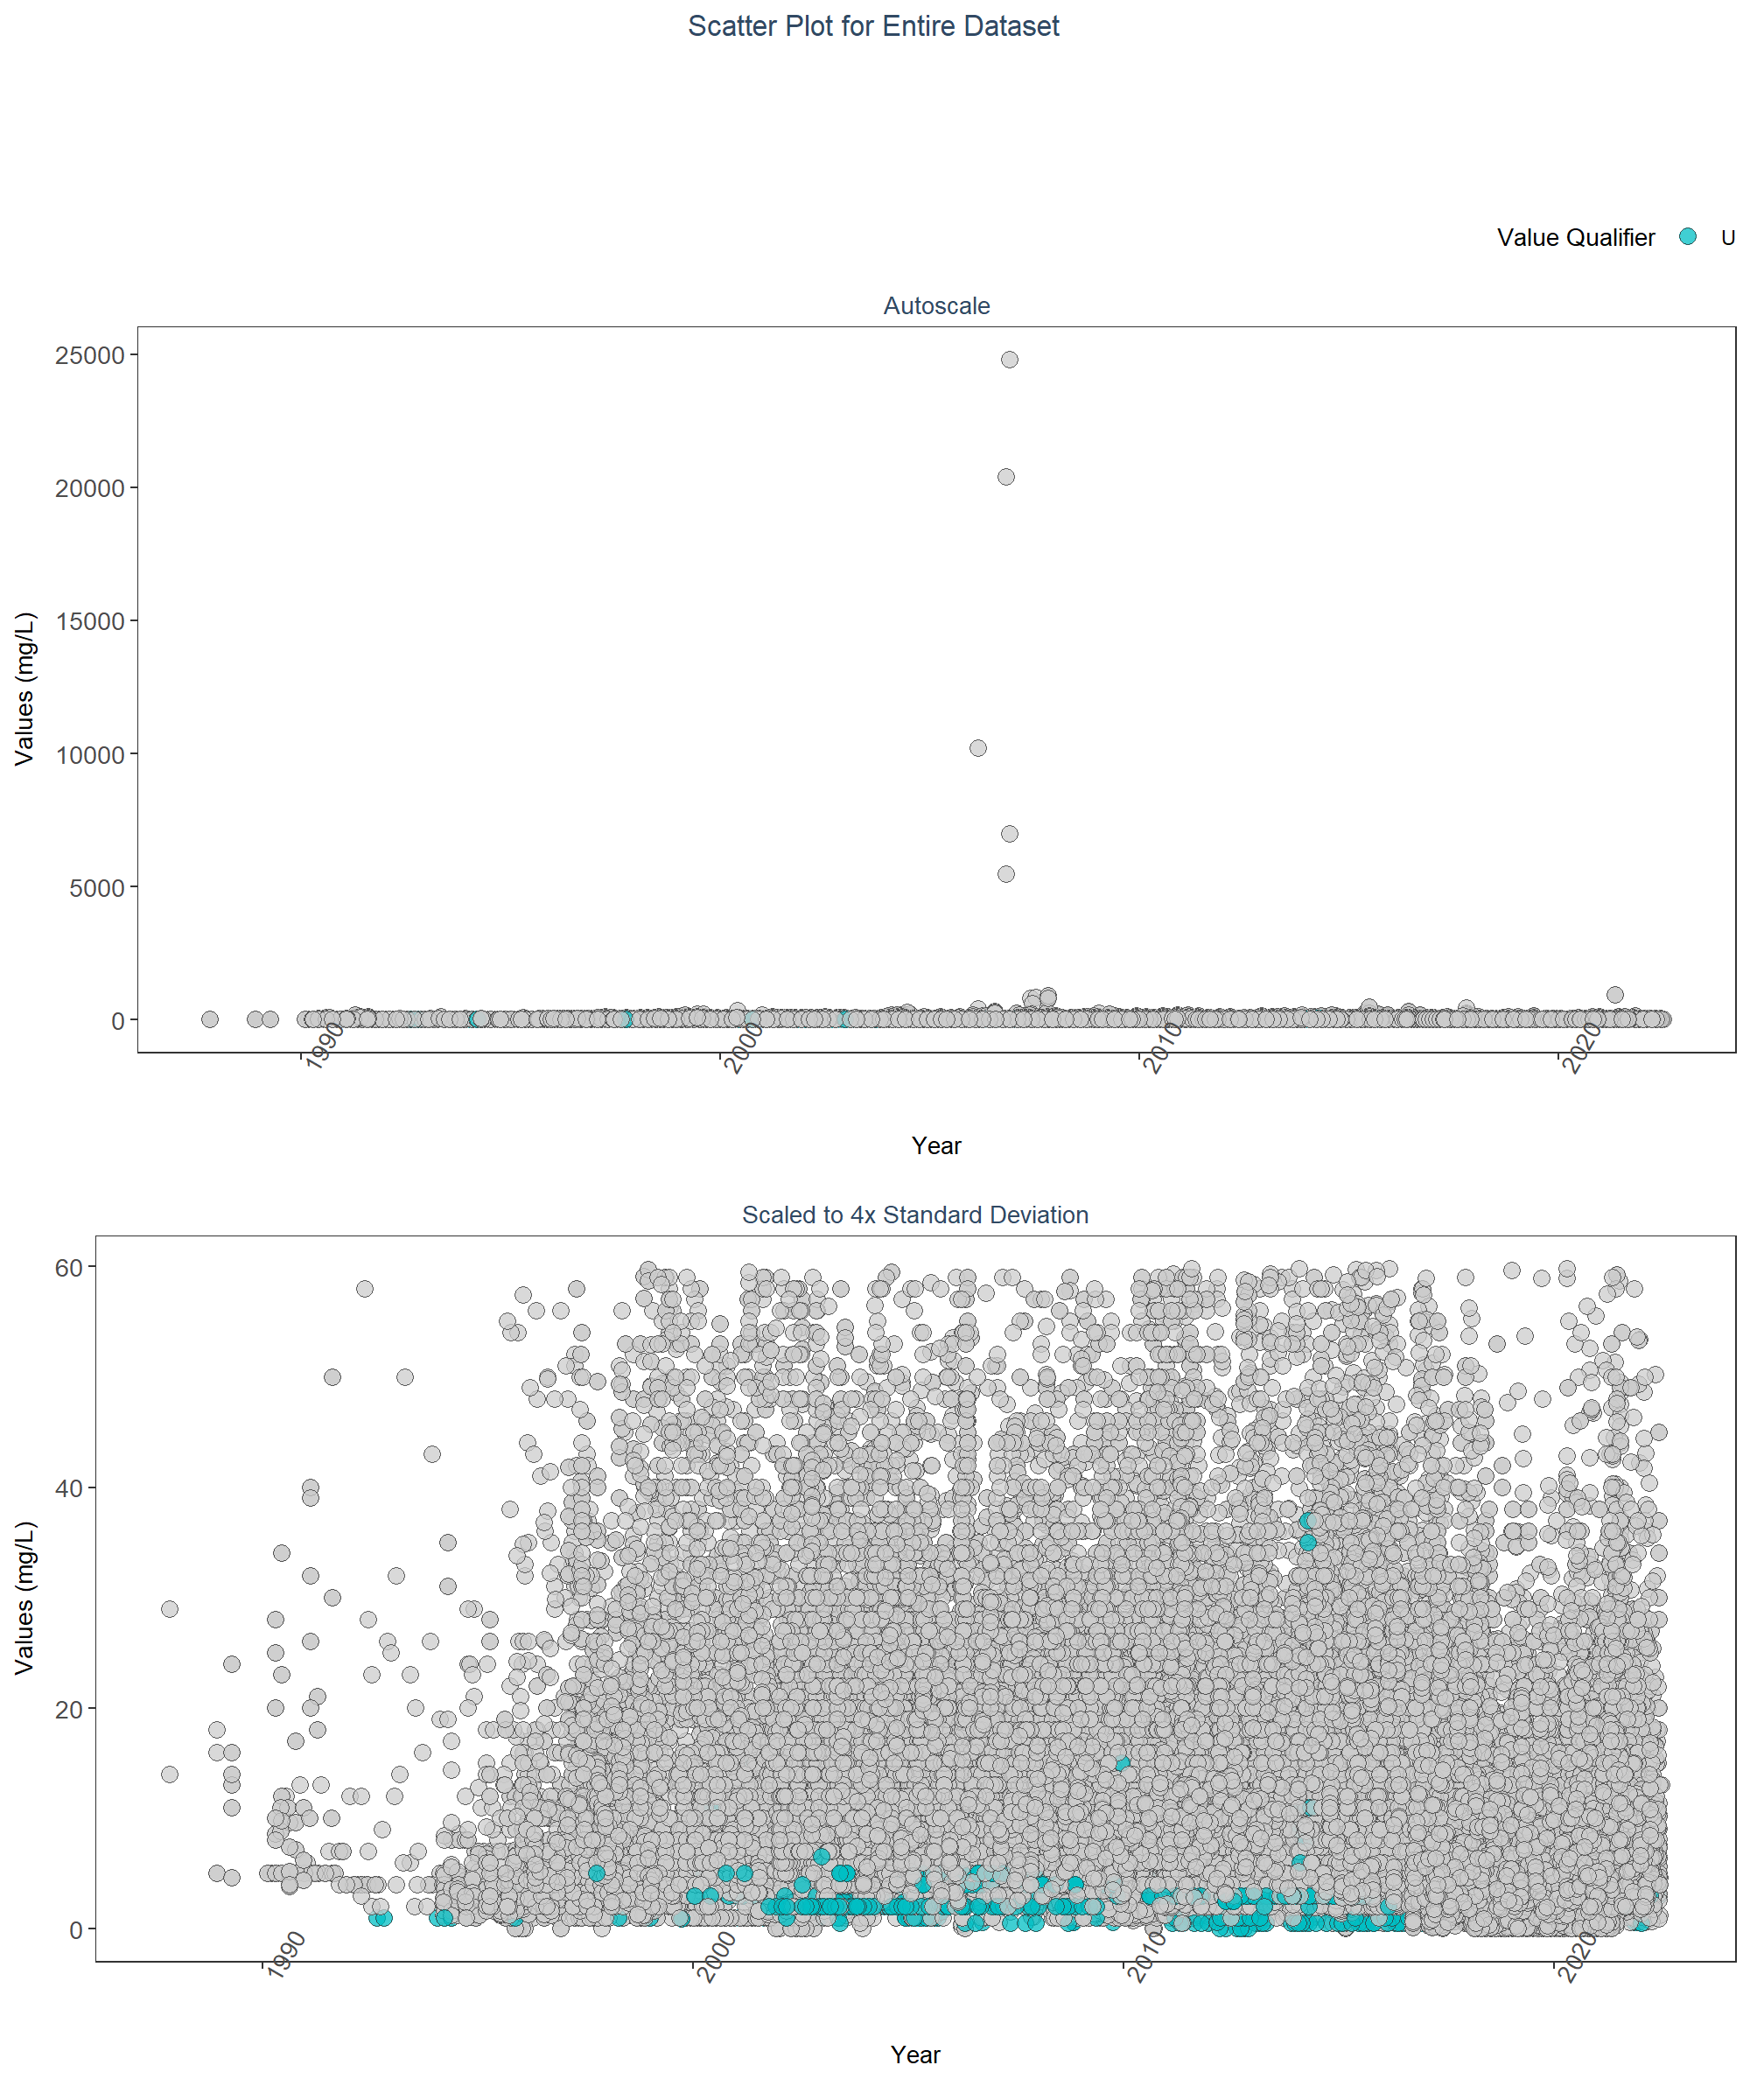 Scatter Plot for Entire Dataset
Value Qualifier U
Autoscale
25000
20000
15000
10000
5000
0
Values (mg/L)
1990 2000 2010 2020
Year
Scaled to 4x Standard Deviation
60
40
20
0
Values (mg/L)
1990 2000 2010 2020
Year